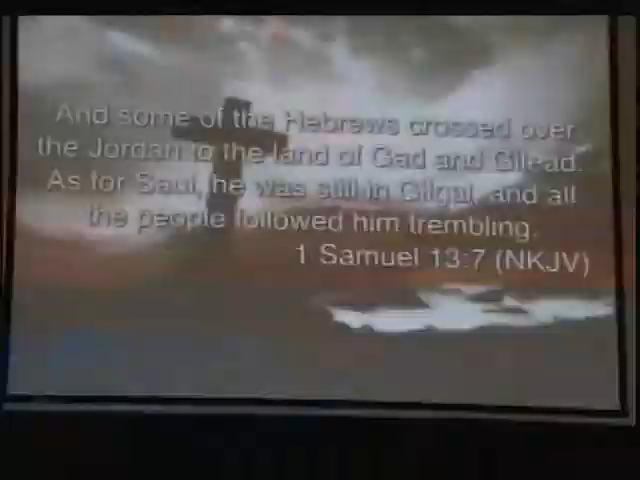 And some of the Hebrews crossed over
the Jordan to the land of Gad and Gilead.
As for Saul, he was still in Gilgal, and all
the people followed him trembling.
1 Samuel 13:7 (NKJV)